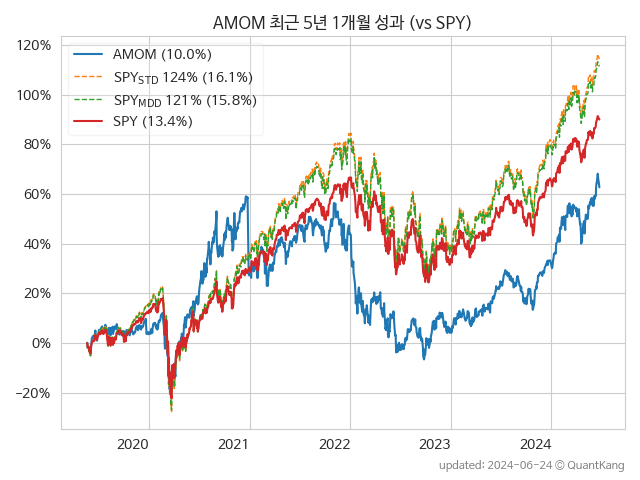 AMOM 최근 5년 1개월 성과 (vs SPY)
120%
100%
80%
60%
40%
20%
0%
−20%
AMOM (10.0%)
SPY_STD 124% (16.1%)
SPY_MDD 121% (15.8%)
SPY (13.4%)
2020 2021 2022 2023 2024
updated: 2024-06-24 © QuantKang